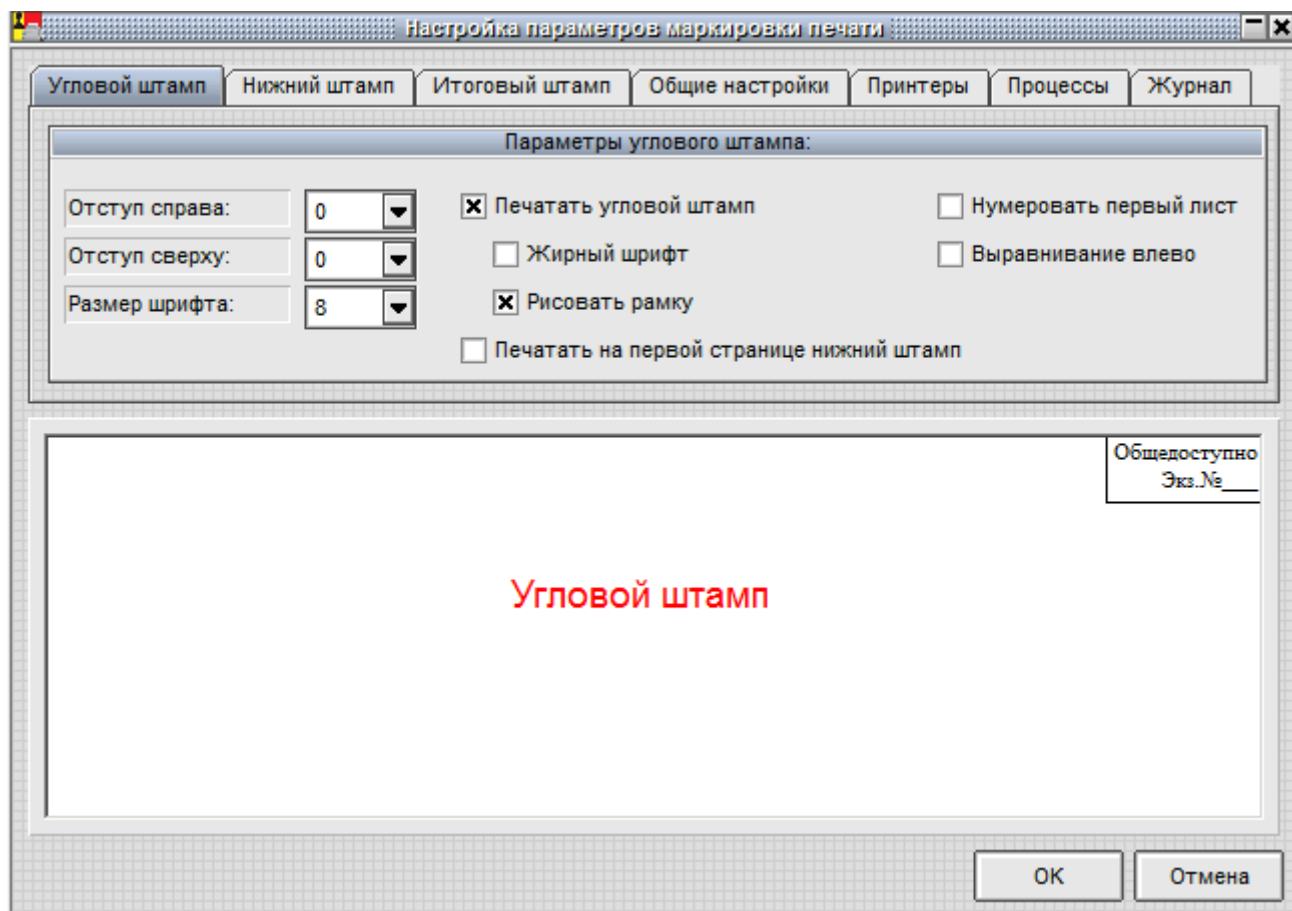 Настройка параметров маркировки печати
Угловой штамп Нижний штамп Итоговый штамп Общие настройки Принтеры Процессы Журнал
Параметры углового штампа:
Отступ справа: 0 Печатать угловой штамп Нумеровать первый лист
Отступ сверху: 0 Жирный шрифт Выравнивание влево
Размер шрифта: 8 Рисовать рамку
Печатать на первой странице нижний штамп
Общедоступно
Экз.№___
Угловой штамп
OK Отмена